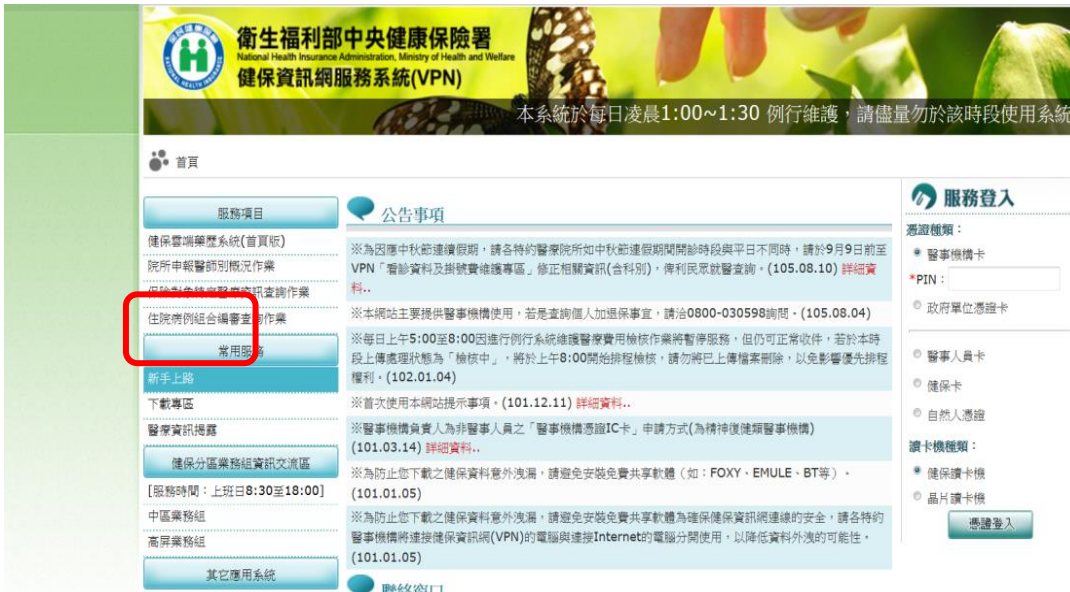 衛生福利部中央健康保險署
National Health Insurance Administration, Ministry of Health and Welfare
健保資訊網服務系統(VPN)
本系統於每日凌晨1:00~1:30 例行維護，請儘量勿於該時段使用系統
首頁
服務項目
健保雲端藥歷系統(首頁版)
院所申報醫師別概況作業
保險對象特定醫療資訊查詢作業
住院病例組合編審查詢作業
常用服務
新手上路
下載專區
醫療資訊揭露
健保分區業務組資訊交流區
[服務時間：上班日8:30至18:00]
中區業務組
高屏業務組
其它應用系統
公告事項
※為因應中秋節連續假期，請各特約醫療院所如中秋節連假期間開診時段與平日不同時，請於9月9日前至
VPN「看診資料及掛號費維護專區」修正相關資訊(含科別)，俾利民眾就醫查詢。(105.08.10) 詳細資
料..
※本網站主要提供醫事機構使用，若是查詢個人加退保事宜，請洽0800-030598詢問。(105.08.04)
※每日上午5:00至8:00因進行例行系統維護醫療費用檢核作業將暫停服務，但仍可正常收件，若於本時
段上傳處理狀態為「檢核中」，將於上午8:00開始排程檢核，請勿將已上傳檔案刪除，以免影響優先排程
權利。(102.01.04)
※首次使用本網站提示事項。(101.12.11) 詳細資料..
※醫事機構負責人為非醫事人員之「醫事機構憑證IC卡」申請方式(為精神復健類醫事機構)
(101.03.14) 詳細資料..
※為防止您下載之健保資料意外洩漏，請避免安裝免費共享軟體（如：FOXY、EMULE、BT等）。
(101.01.05)
※為防止您下載之健保資料意外洩漏，請避免安裝免費共享軟體為確保健保資訊網連線的安全，請各特約
醫事機構將連接健保資訊網(VPN)的電腦與連接Internet的電腦分開使用，以降低資料外洩的可能性。
(101.01.05)
聯絡窗口
服務登入
憑證種類：
醫事機構卡
*PIN：
政府單位憑證卡
醫事人員卡
健保卡
自然人憑證
讀卡機種類：
健保讀卡機
晶片讀卡機
憑證登入